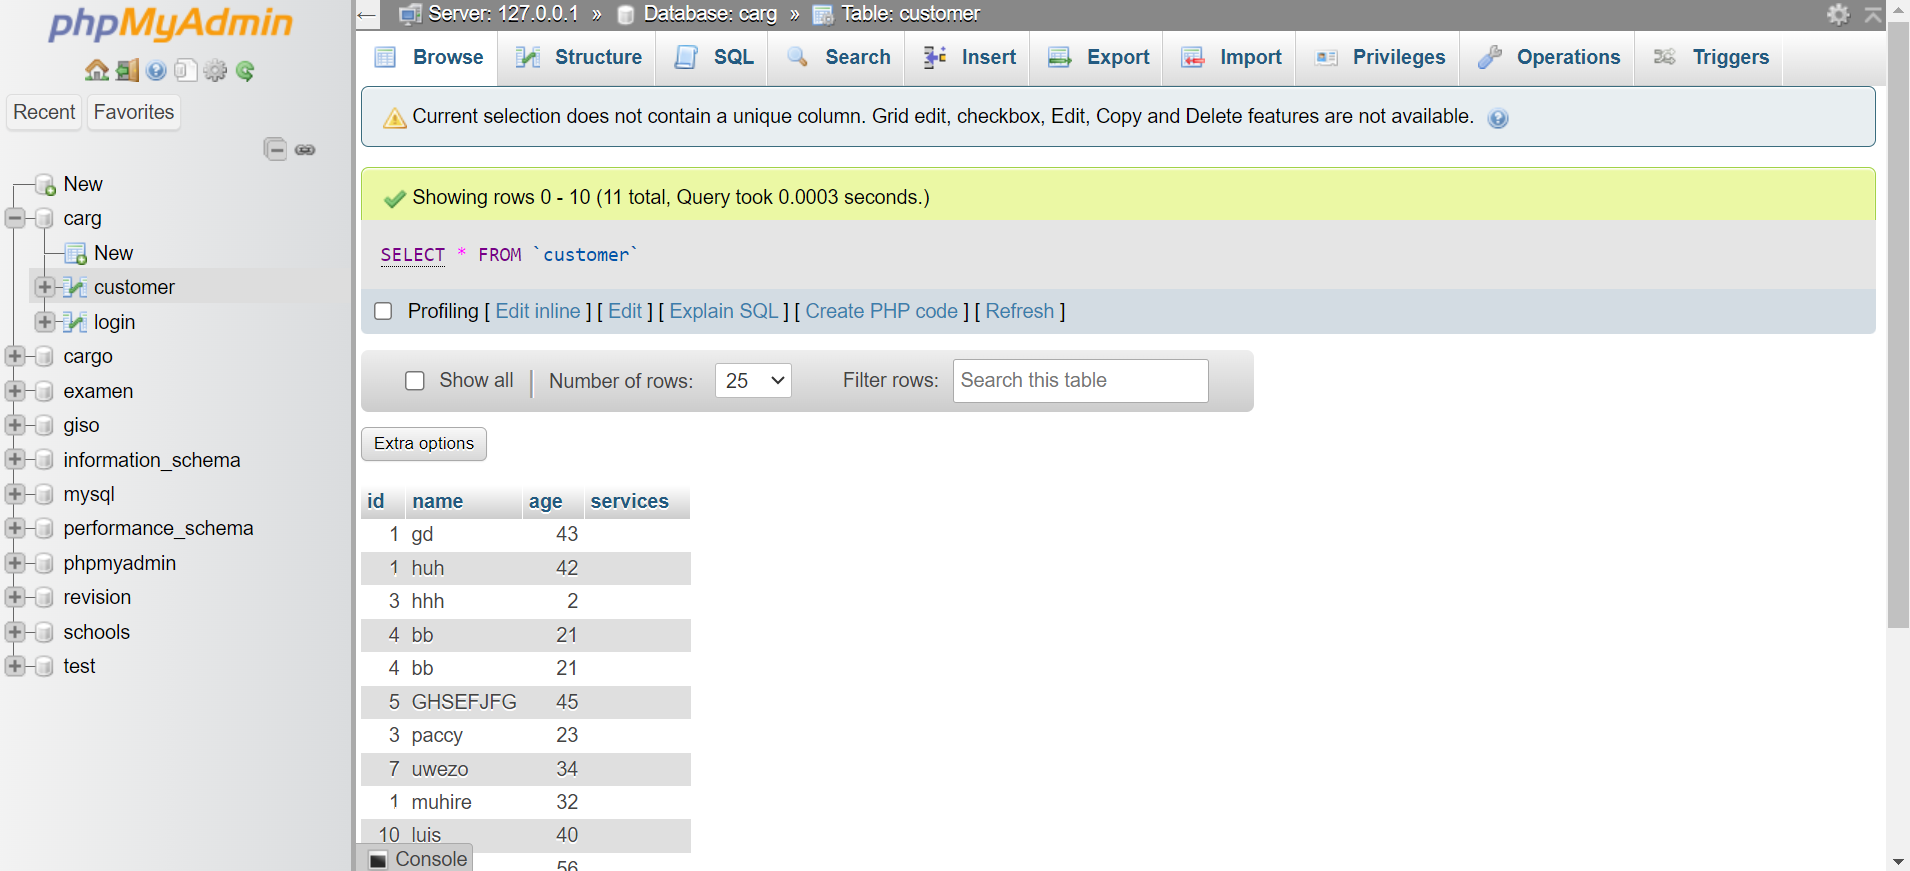 phpMyAdmin
Recent Favorites
New
carg
New
customer
login
cargo
examen
giso
information_schema
mysql
performance_schema
phpmyadmin
revision
schools
test
← Server: 127.0.0.1 » Database: carg » Table: customer
Browse Structure SQL Search Insert Export Import Privileges Operations Triggers
Current selection does not contain a unique column. Grid edit, checkbox, Edit, Copy and Delete features are not available.
Showing rows 0 - 10 (11 total, Query took 0.0003 seconds.)
SELECT * FROM `customer`
Profiling [ Edit inline ] [ Edit ] [ Explain SQL ] [ Create PHP code ] [ Refresh ]
Show all | Number of rows: 25 Filter rows: Search this table
Extra options
id name age services
1 gd 43
1 huh 42
3 hhh 2
4 bb 21
4 bb 21
5 GHSEFJFG 45
3 paccy 23
7 uwezo 34
1 muhire 32
10 luis 40
56
Console